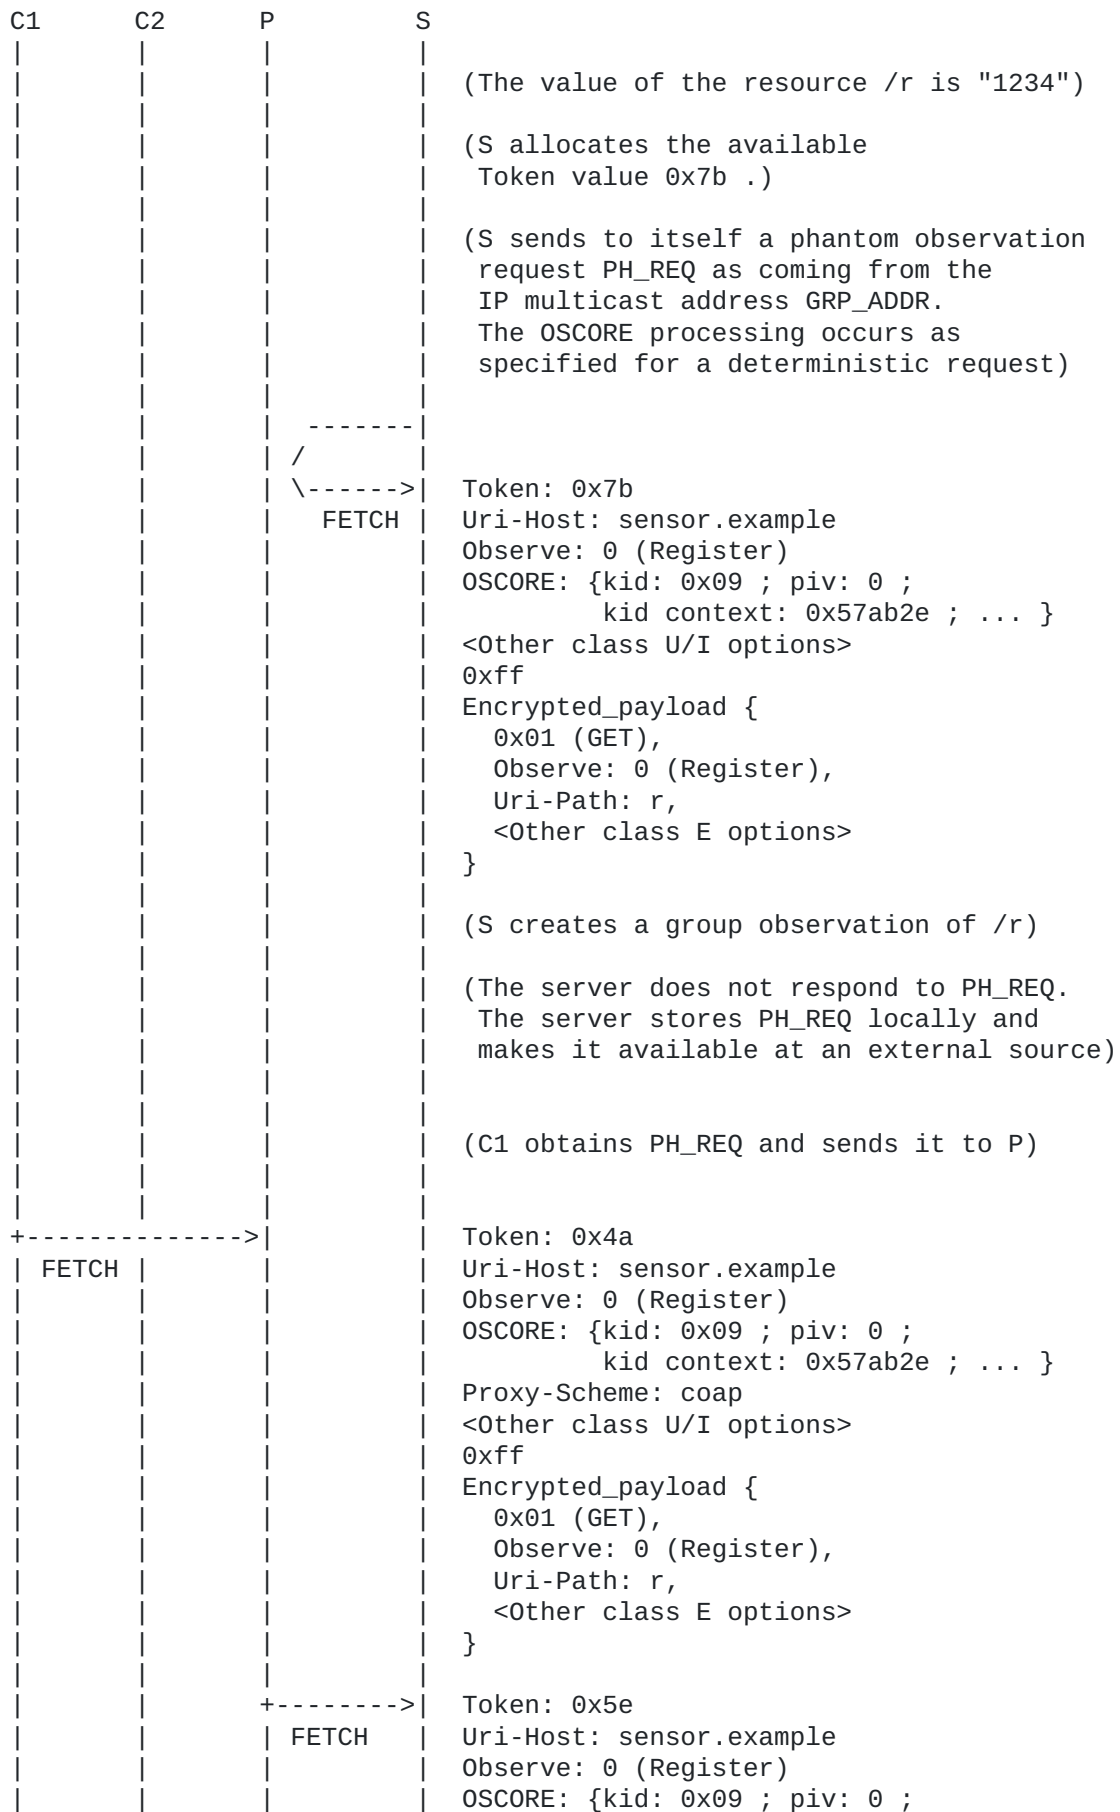 C1      C2      P         S
|       |       |         |
|       |       |         |  (The value of the resource /r is "1234")
|       |       |         |
|       |       |         |  (S allocates the available
|       |       |         |   Token value 0x7b .)
|       |       |         |
|       |       |         |  (S sends to itself a phantom observation
|       |       |         |   request PH_REQ as coming from the
|       |       |         |   IP multicast address GRP_ADDR.
|       |       |         |   The OSCORE processing occurs as
|       |       |         |   specified for a deterministic request)
|       |       |         |
|       |       |  -------|
|       |       | /       |
|       |       | \------>|  Token: 0x7b
|       |       |   FETCH |  Uri-Host: sensor.example
|       |       |         |  Observe: 0 (Register)
|       |       |         |  OSCORE: {kid: 0x09 ; piv: 0 ;
|       |       |         |           kid context: 0x57ab2e ; ... }
|       |       |         |  <Other class U/I options>
|       |       |         |  0xff
|       |       |         |  Encrypted_payload {
|       |       |         |    0x01 (GET),
|       |       |         |    Observe: 0 (Register),
|       |       |         |    Uri-Path: r,
|       |       |         |    <Other class E options>
|       |       |         |  }
|       |       |         |
|       |       |         |  (S creates a group observation of /r)
|       |       |         |
|       |       |         |  (The server does not respond to PH_REQ.
|       |       |         |   The server stores PH_REQ locally and
|       |       |         |   makes it available at an external source)
|       |       |         |
|       |       |         |
|       |       |         |  (C1 obtains PH_REQ and sends it to P)
|       |       |         |
|       |       |         |
+-------------->|         |  Token: 0x4a
| FETCH |       |         |  Uri-Host: sensor.example
|       |       |         |  Observe: 0 (Register)
|       |       |         |  OSCORE: {kid: 0x09 ; piv: 0 ;
|       |       |         |           kid context: 0x57ab2e ; ... }
|       |       |         |  Proxy-Scheme: coap
|       |       |         |  <Other class U/I options>
|       |       |         |  0xff
|       |       |         |  Encrypted_payload {
|       |       |         |    0x01 (GET),
|       |       |         |    Observe: 0 (Register),
|       |       |         |    Uri-Path: r,
|       |       |         |    <Other class E options>
|       |       |         |  }
|       |       |         |
|       |       +-------->|  Token: 0x5e
|       |       | FETCH   |  Uri-Host: sensor.example
|       |       |         |  Observe: 0 (Register)
|       |       |         |  OSCORE: {kid: 0x09 ; piv: 0 ;